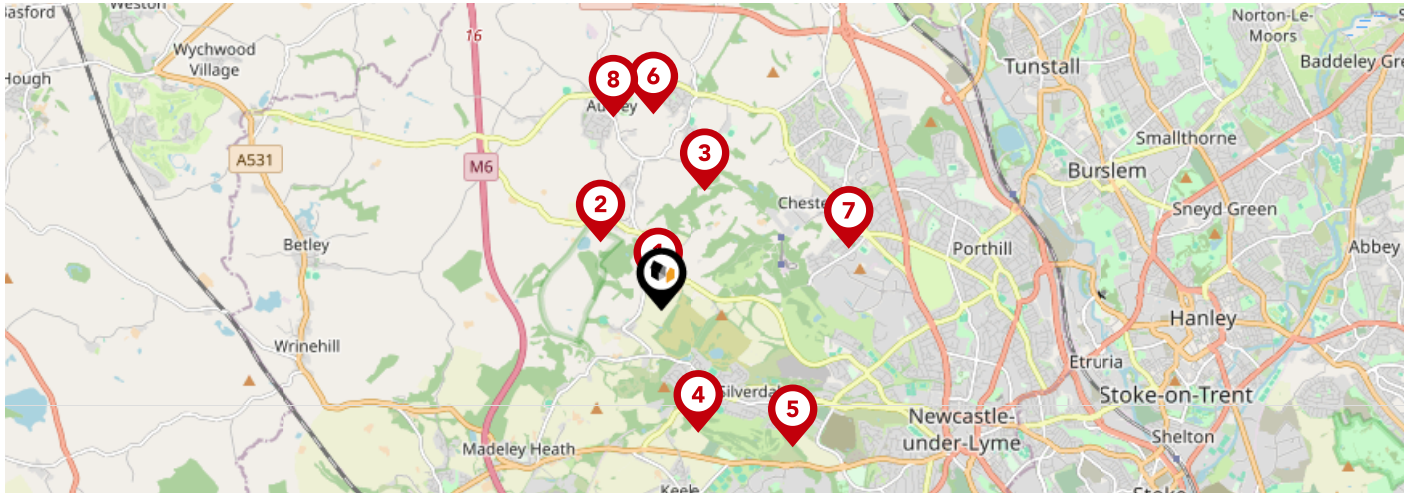 Basford
Weston
Norton-Le-
Moors
16
Wychwood
Village
Hough
Tunstall
Baddeley Gre
8
6
Smallthorne
A531
M6
3
Burslem
2
Cheste
7
Sneyd Green
Betley
Porthill
Abbey
Hanley
Wrinehill
Etruria
4
Silverdal
5
Stoke-on-Trent
Newcastle-
under-Lyme
Shelton
Madeley Heath
Keele
Stoke